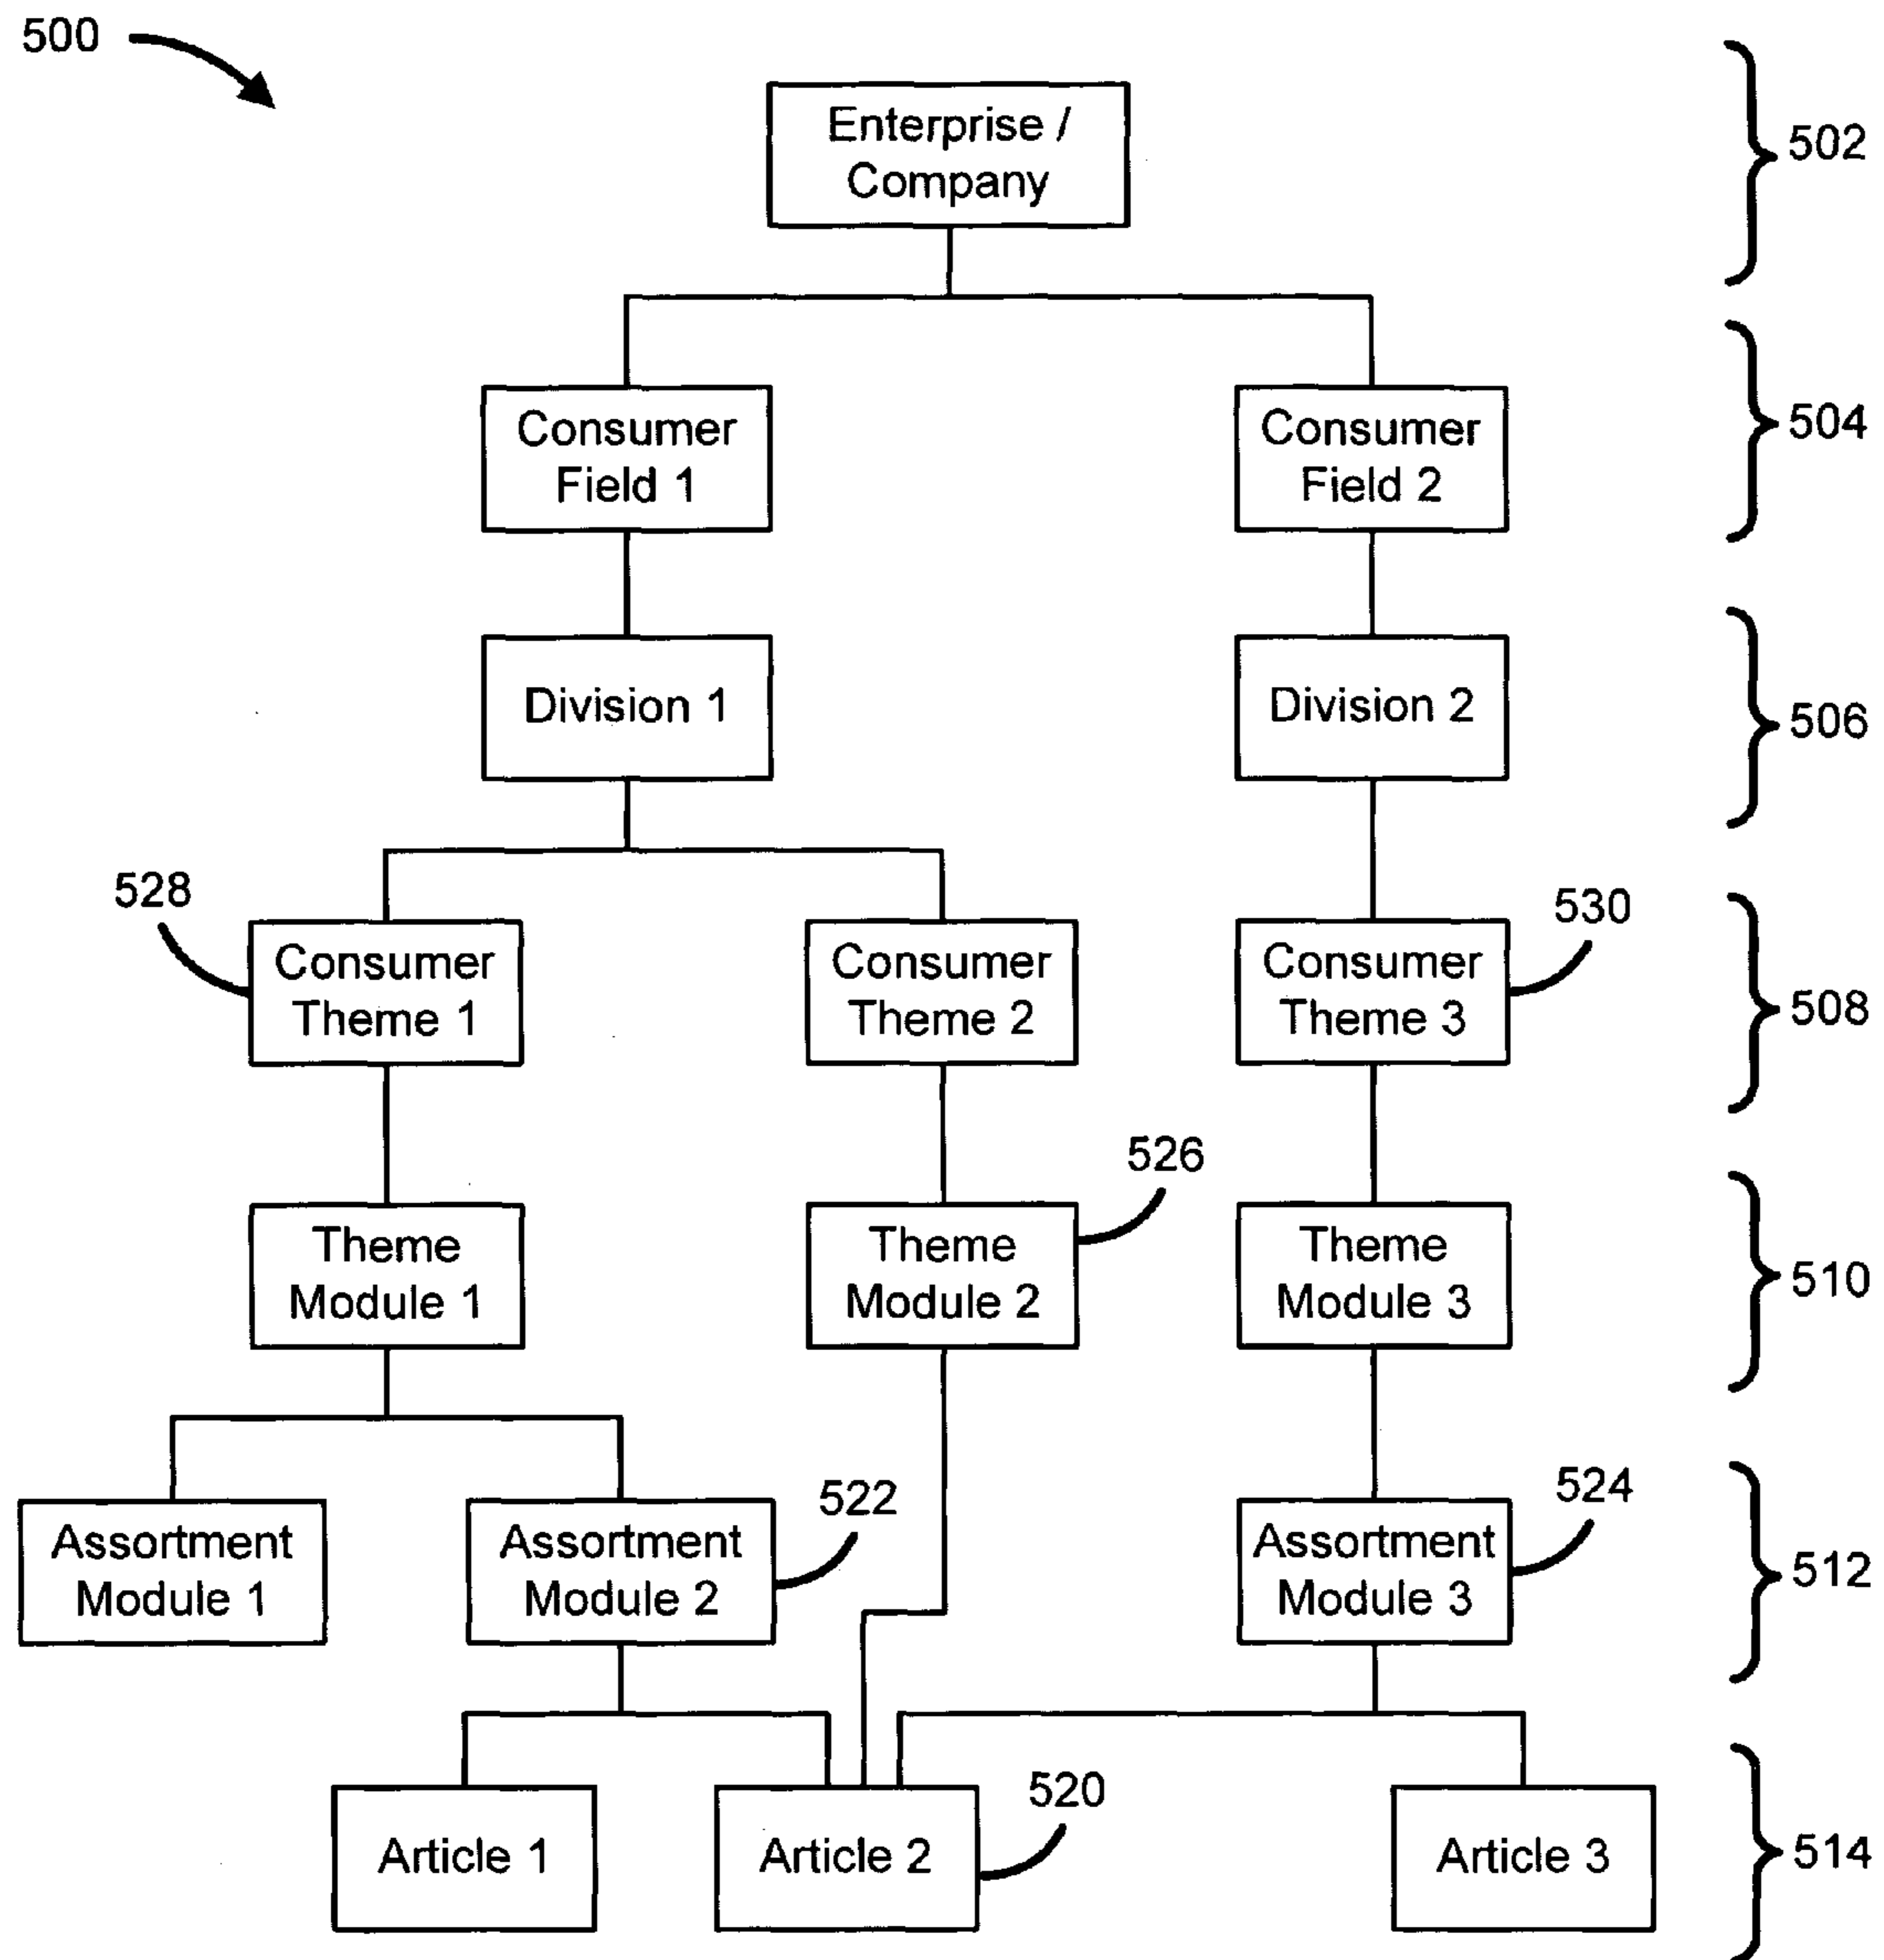 500
Enterprise /
Company
502
Consumer
Field 1
Consumer
Field 2
504
Division 1
Division 2
506
528
Consumer
Theme 1
Consumer
Theme 2
530
Consumer
Theme 3
508
526
Theme
Module 1
Theme
Module 2
Theme
Module 3
510
Assortment
Module 1
522
Assortment
Module 2
524
Assortment
Module 3
512
Article 1
520
Article 2
Article 3
514